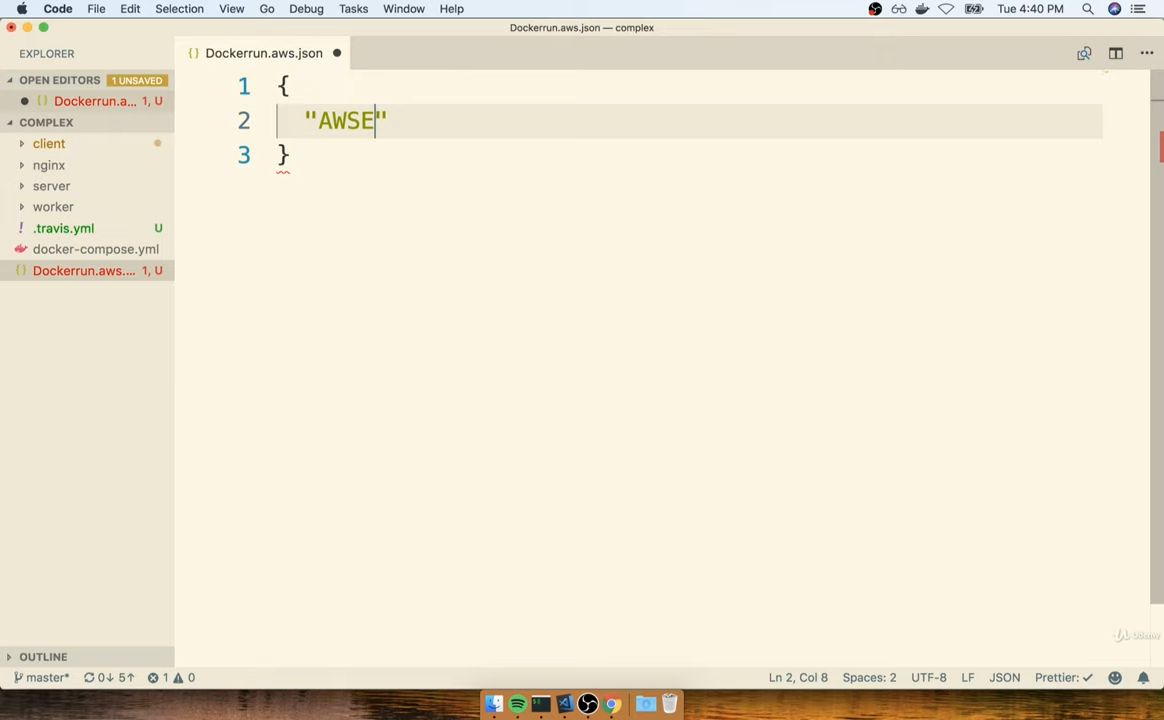 Code File Edit Selection View Go Debug Tasks Window Help Tue 4:40 PM
Dockerrun.aws.json — complex
EXPLORER
Dockerrun.aws.json
OPEN EDITORS 1 UNSAVED
Dockerrun.a... 1, U
COMPLEX
client
nginx
server
worker
.travis.yml U
docker-compose.yml
Dockerrun.aws.... 1, U
1 {
2 "AWSE"
3 }
Udemy
OUTLINE
master* 0↓ 5↑ 1 0 Ln 2, Col 8 Spaces: 2 UTF-8 LF JSON Prettier: ✓